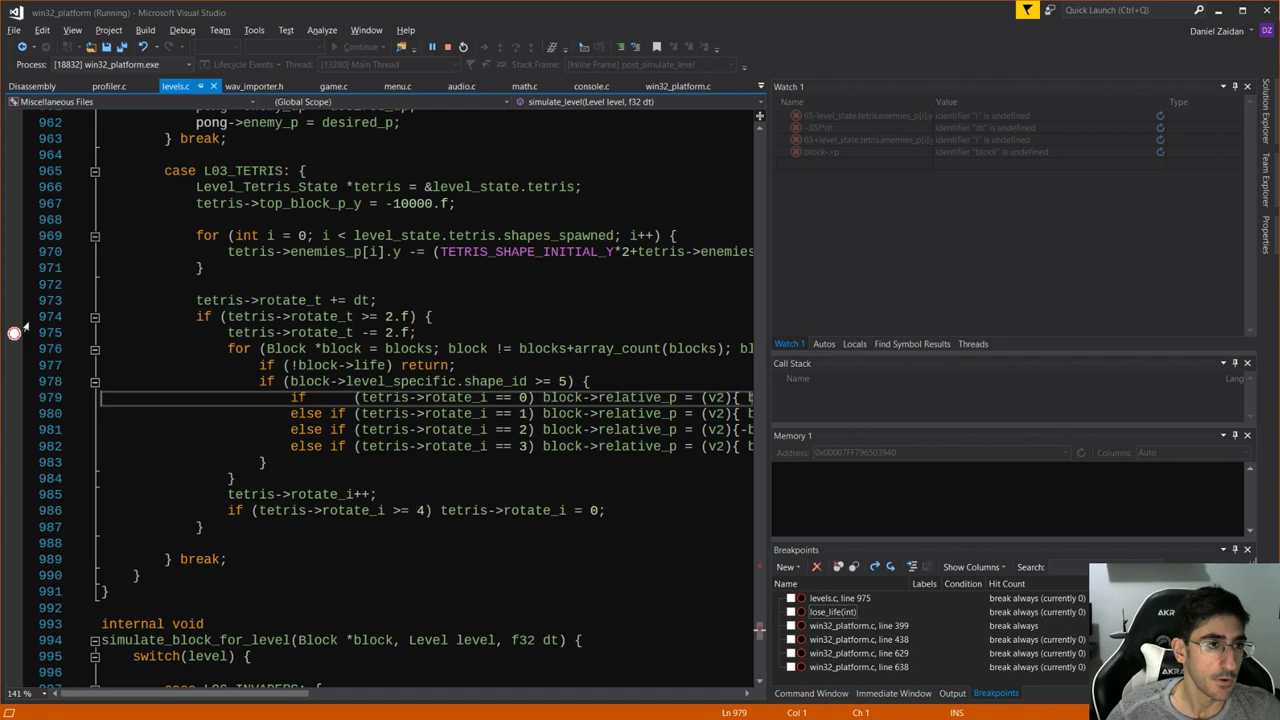 win32_platform (Running) - Microsoft Visual Studio
Quick Launch (Ctrl+Q)
File Edit View Project Build Debug Team Tools Test Analyze Window Help
Daniel Zaidan DZ
Continue
Process: [18832] win32_platform.exe Lifecycle Events Thread: [13280] Main Thread Stack Frame: [Inline Frame] post_simulate_level
Disassembly profiler.c levels.c wav_importer.h game.c menu.c audio.c math.c win32_platform.c
Miscellaneous Files (Global Scope) simulate_level(Level level, f32 dt)
962 pong->enemy_p = desired_p;
963 } break;
964
965 case L03_TETRIS: {
966 Level_Tetris_State *tetris = &level_state.tetris;
967 tetris->top_block_p_y = -10000.f;
968
969 for (int i = 0; i < level_state.tetris.shapes_spawned; i++) {
970 tetris->enemies_p[i].y -= (TETRIS_SHAPE_INITIAL_Y*2+tetris->enemies
971 }
972
973 tetris->rotate_t += dt;
974 if (tetris->rotate_t >= 2.f) {
975 tetris->rotate_t -= 2.f;
976 for (Block *block = blocks; block != blocks+array_count(blocks); bl
977 if (!block->life) return;
978 if (block->level_specific.shape_id >= 5) {
979 if (tetris->rotate_i == 0) block->relative_p = (v2){ b
980 else if (tetris->rotate_i == 1) block->relative_p = (v2){ b
981 else if (tetris->rotate_i == 2) block->relative_p = (v2){-b
982 else if (tetris->rotate_i == 3) block->relative_p = (v2){ b
983 }
984 }
985 tetris->rotate_i++;
986 if (tetris->rotate_i >= 4) tetris->rotate_i = 0;
987 }
988
989 } break;
990 }
991 }
992
993 internal void
994 simulate_block_for_level(Block *block, Level level, f32 dt) {
995 switch(level) {
996
141 %
Watch 1
Name Value Type
65-level_state.tetris.enemies_p[i].y identifier "i" is undefined
-.05f*dt identifier "dt" is undefined
65+level_state.tetris.enemies_p[i]. identifier "i" is undefined
block->p identifier "block" is undefined
Watch 1 Autos Locals Find Symbol Results Threads
Call Stack
Name Lang
Memory 1
Address: 0x00007FF796503940 Columns: Auto
Breakpoints
New Show Columns Search:
Name Labels Condition Hit Count
levels.c, line 975 break always (currently 0)
lose_life(int) break always (currently 0)
win32_platform.c, line 399 break always
win32_platform.c, line 438 break always (currently 0)
win32_platform.c, line 629 break always (currently 0)
win32_platform.c, line 638 break always (currently 0)
Command Window Immediate Window Output Breakpoints
Solution Explorer
Team Explorer
Properties
Ln 979 Col 1 Ch 1 INS
AKR